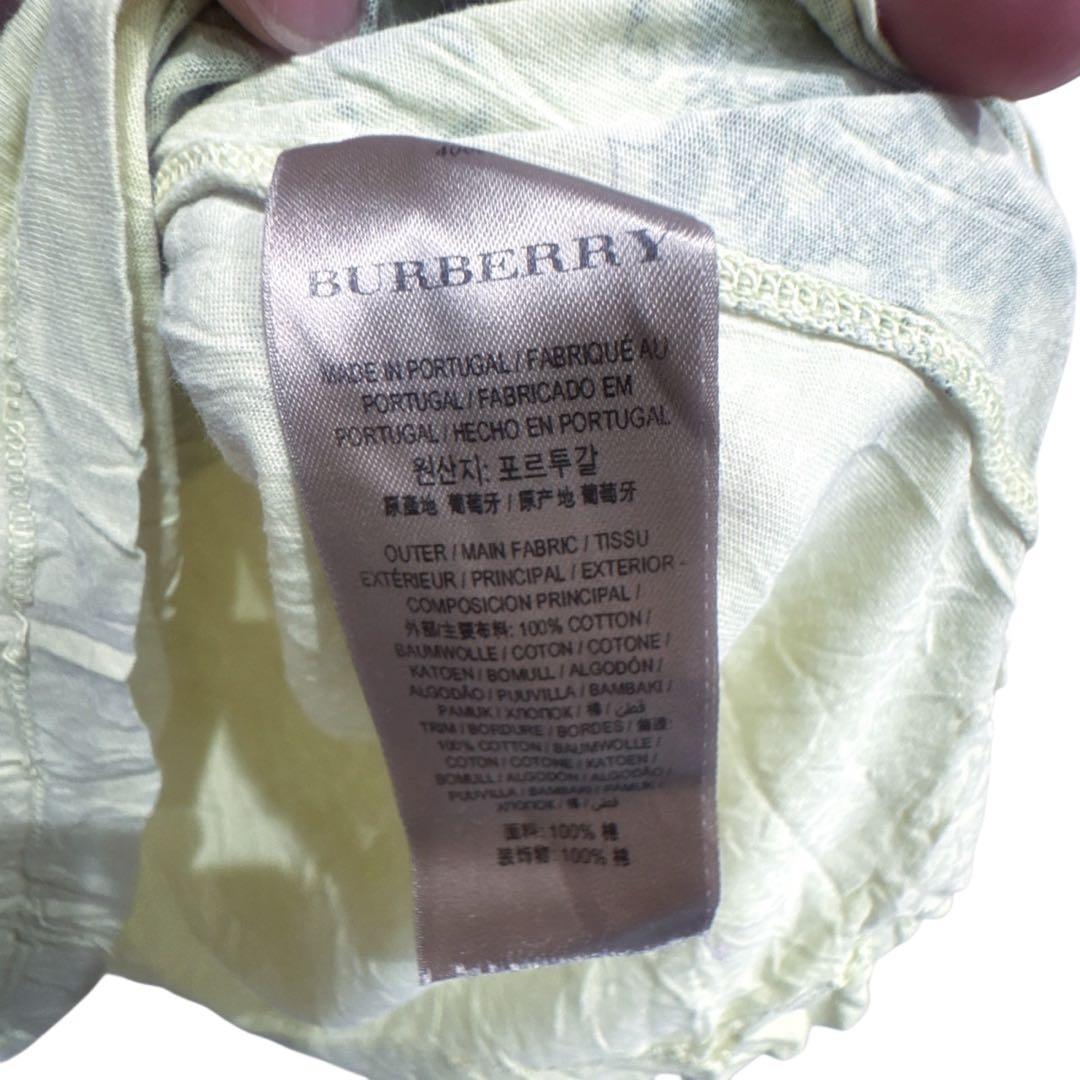 BURBERRY
MADE IN PORTUGAL / FABRIQUÉ AU
PORTUGAL / FABRICADO EM
PORTUGAL / HECHO EN PORTUGAL
원산지: 포르투갈
原產地 葡萄牙 / 原产地 葡萄牙
OUTER / MAIN FABRIC / TISSU
EXTÉRIEUR / PRINCIPAL / EXTERIOR -
COMPOSICION PRINCIPAL /
外部/主要布料: 100% COTTON /
BAUMWOLLE / COTON / COTONE /
KATOEN / BOMULL / ALGODÓN /
ALGODÃO / PUUVILLA / BAMBAKI /
PAMUK / ХЛОПОК / 棉 / قطن /
TRIM / BORDURE / BORDES /
100% COTTON / BAUMWOLLE /
COTON / COTONE / KATOEN /
BOMULL / ALGODÓN / ALGODÃO /
PUUVILLA / BAMBAKI / PAMUK /
ХЛОПОК / 棉 / قطن
面料: 100% 棉
装饰物: 100% 棉